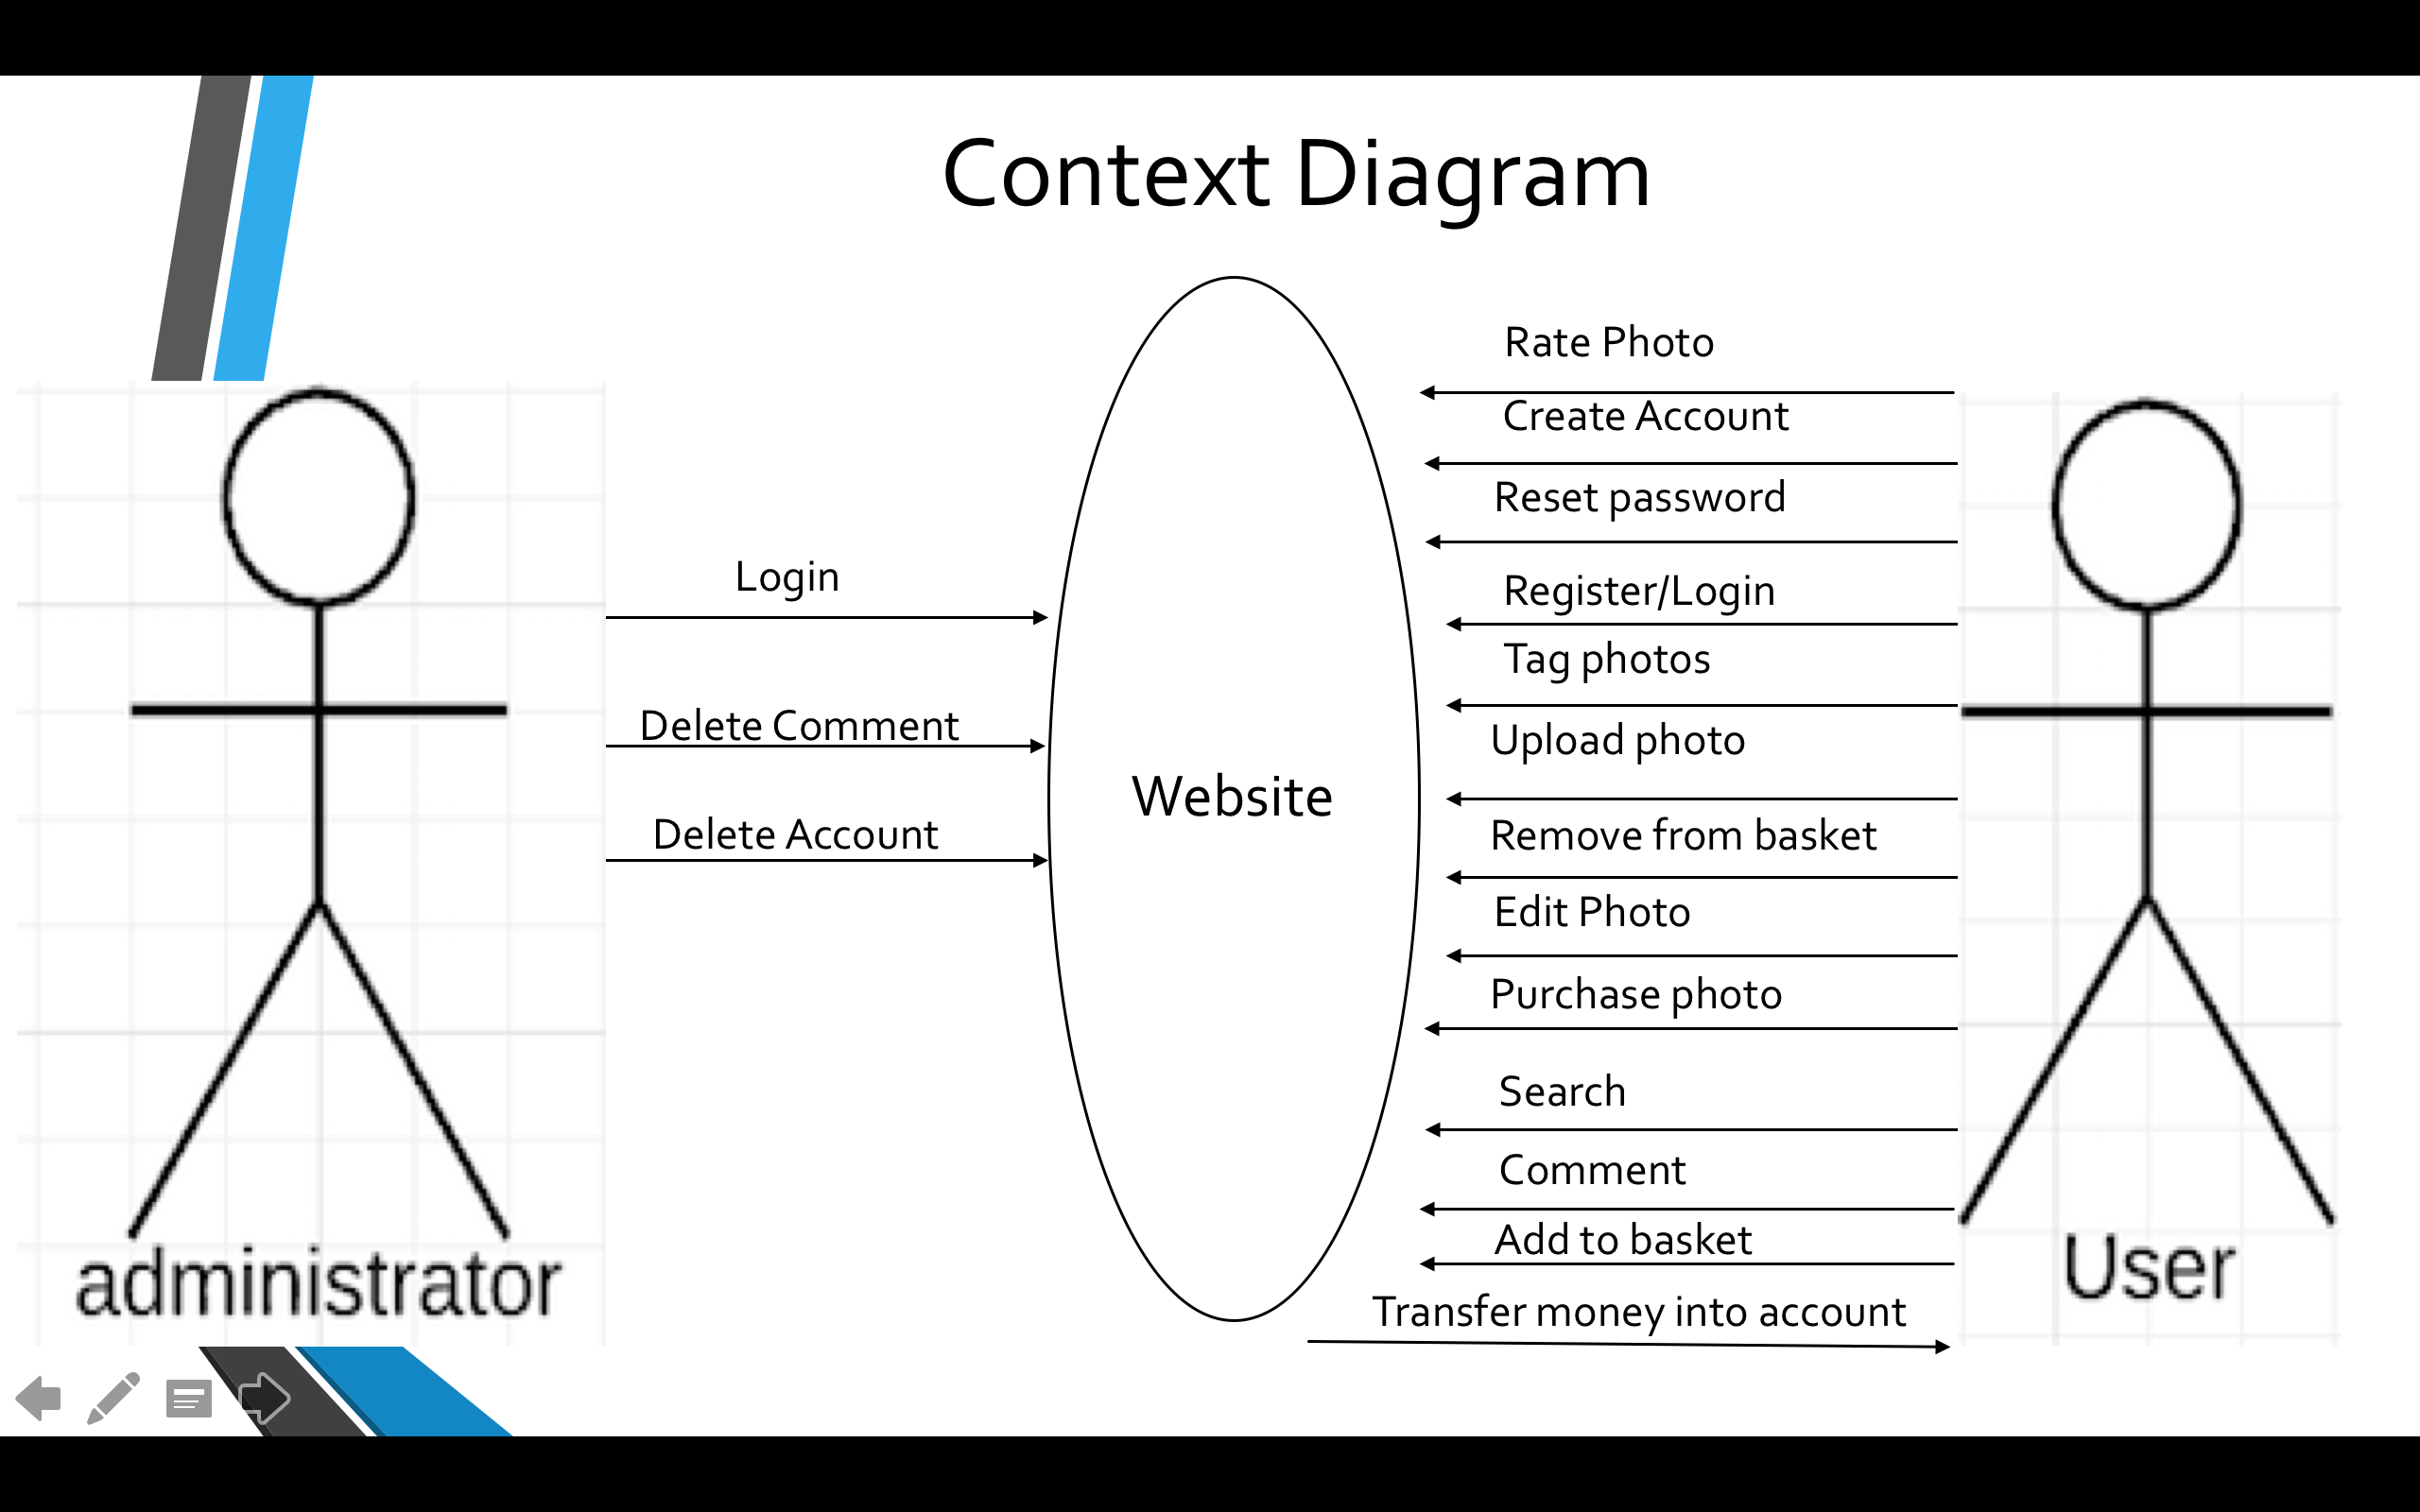 Context Diagram
Login
Delete Comment
Delete Account
administrator
Website
Rate Photo
Create Account
Reset password
Register/Login
Tag photos
Upload photo
Remove from basket
Edit Photo
Purchase photo
Search
Comment
Add to basket
Transfer money into account
User